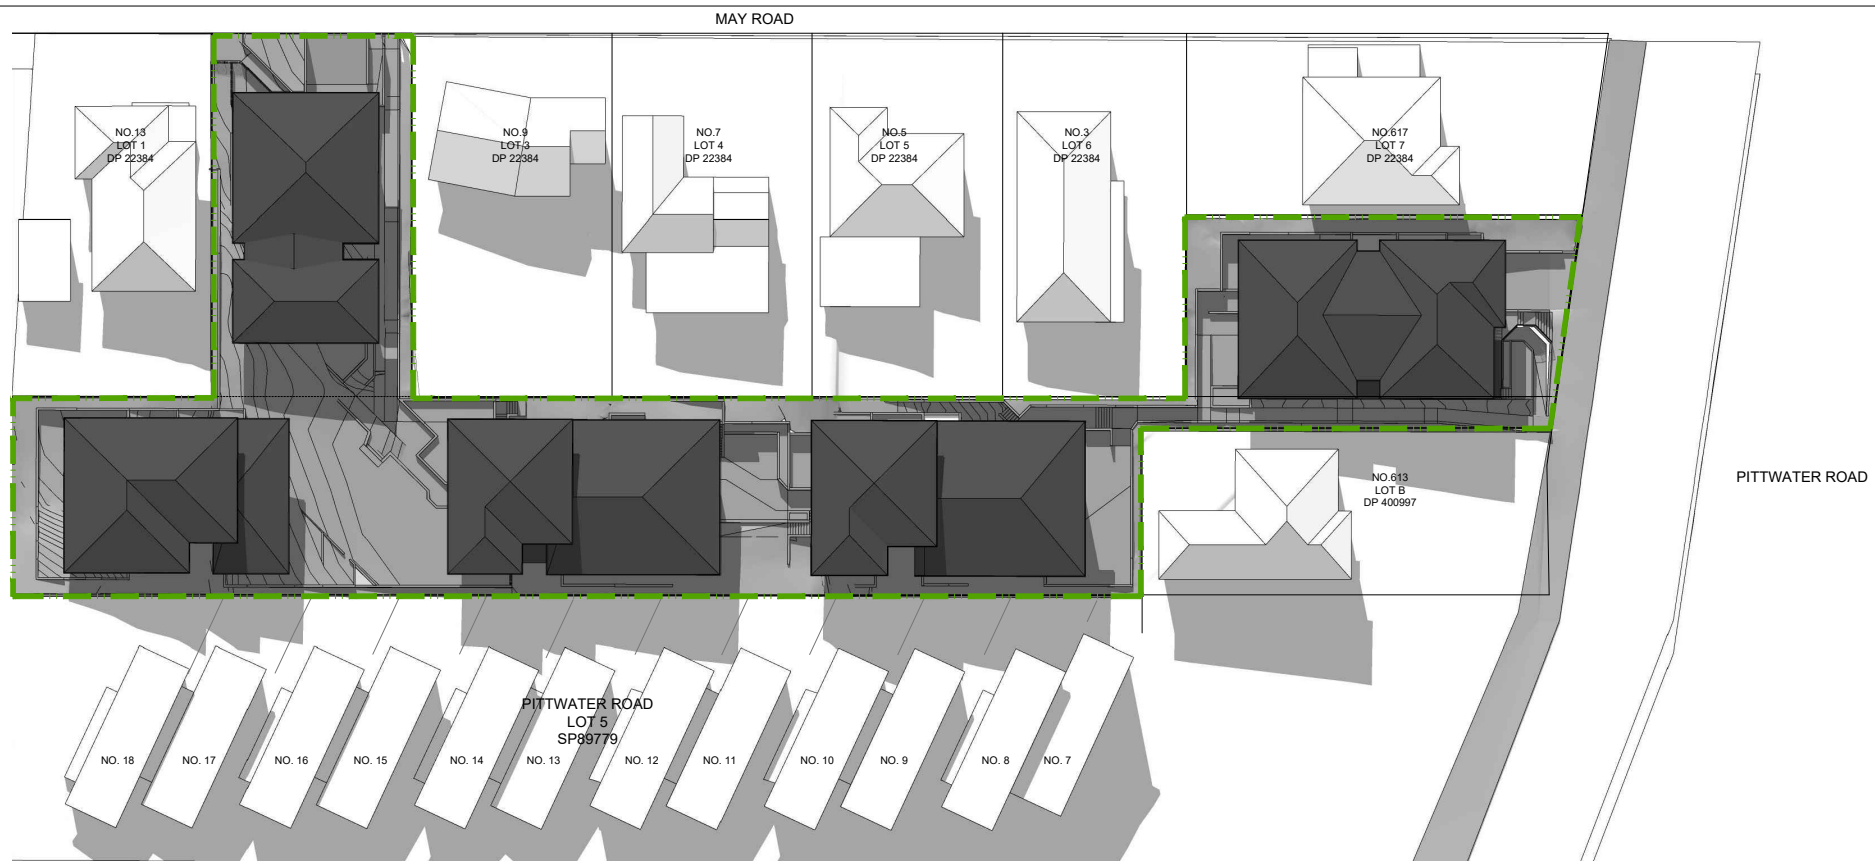 MAY ROAD
NO.13
LOT 1
DP 22384
NO.9
LOT 3
DP 22384
NO.7
LOT 4
DP 22384
NO.5
LOT 5
DP 22384
NO.3
LOT 6
DP 22384
NO.617
LOT 7
DP 22384
NO.613
LOT B
DP 400997
PITTWATER ROAD
PITTWATER ROAD
LOT 5
SP89779
NO. 18
NO. 17
NO. 16
NO. 15
NO. 14
NO. 13
NO. 12
NO. 11
NO. 10
NO. 9
NO. 8
NO. 7